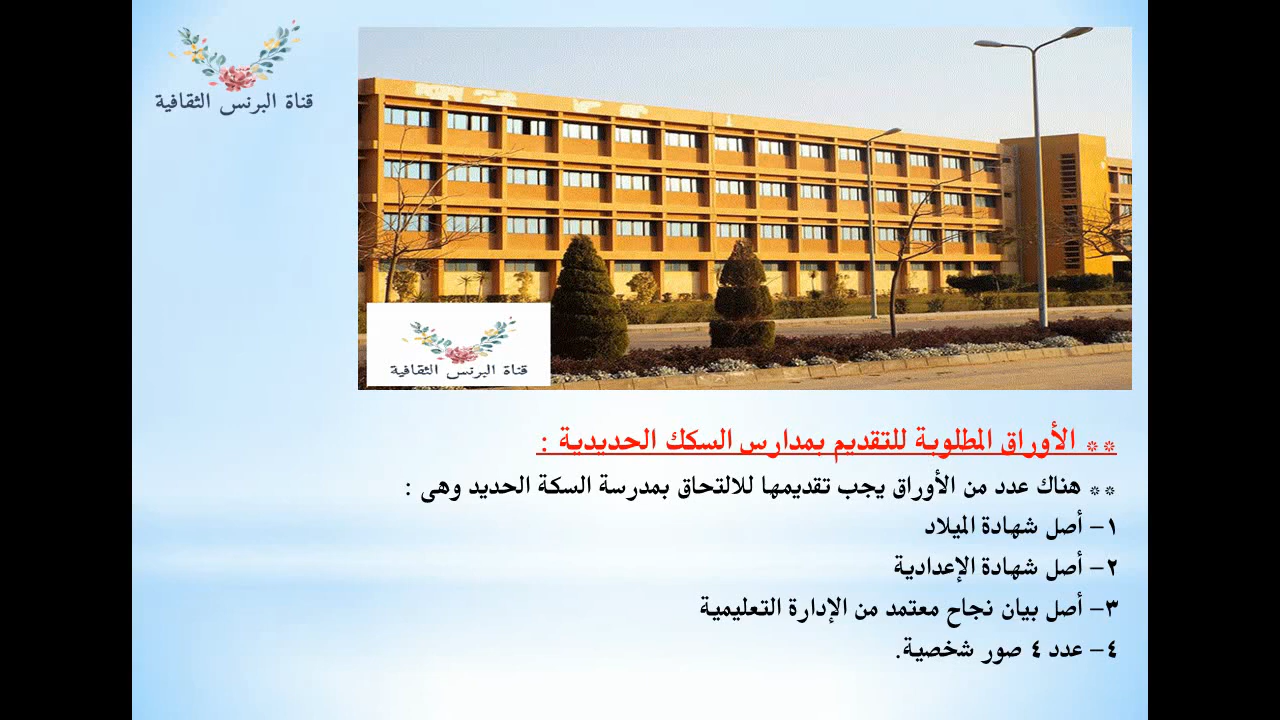 قناة البرنس الثقافية
قناة البرنس الثقافية
** الأوراق المطلوبة للتقديم بمدارس السكك الحديدية :
** هناك عدد من الأوراق يجب تقديمها للالتحاق بمدرسة السكة الحديد وهى :
١- أصل شهادة الميلاد
٢- أصل شهادة الإعدادية
٣- أصل بيان نجاح معتمد من الإدارة التعليمية
٤- عدد ٤ صور شخصية.